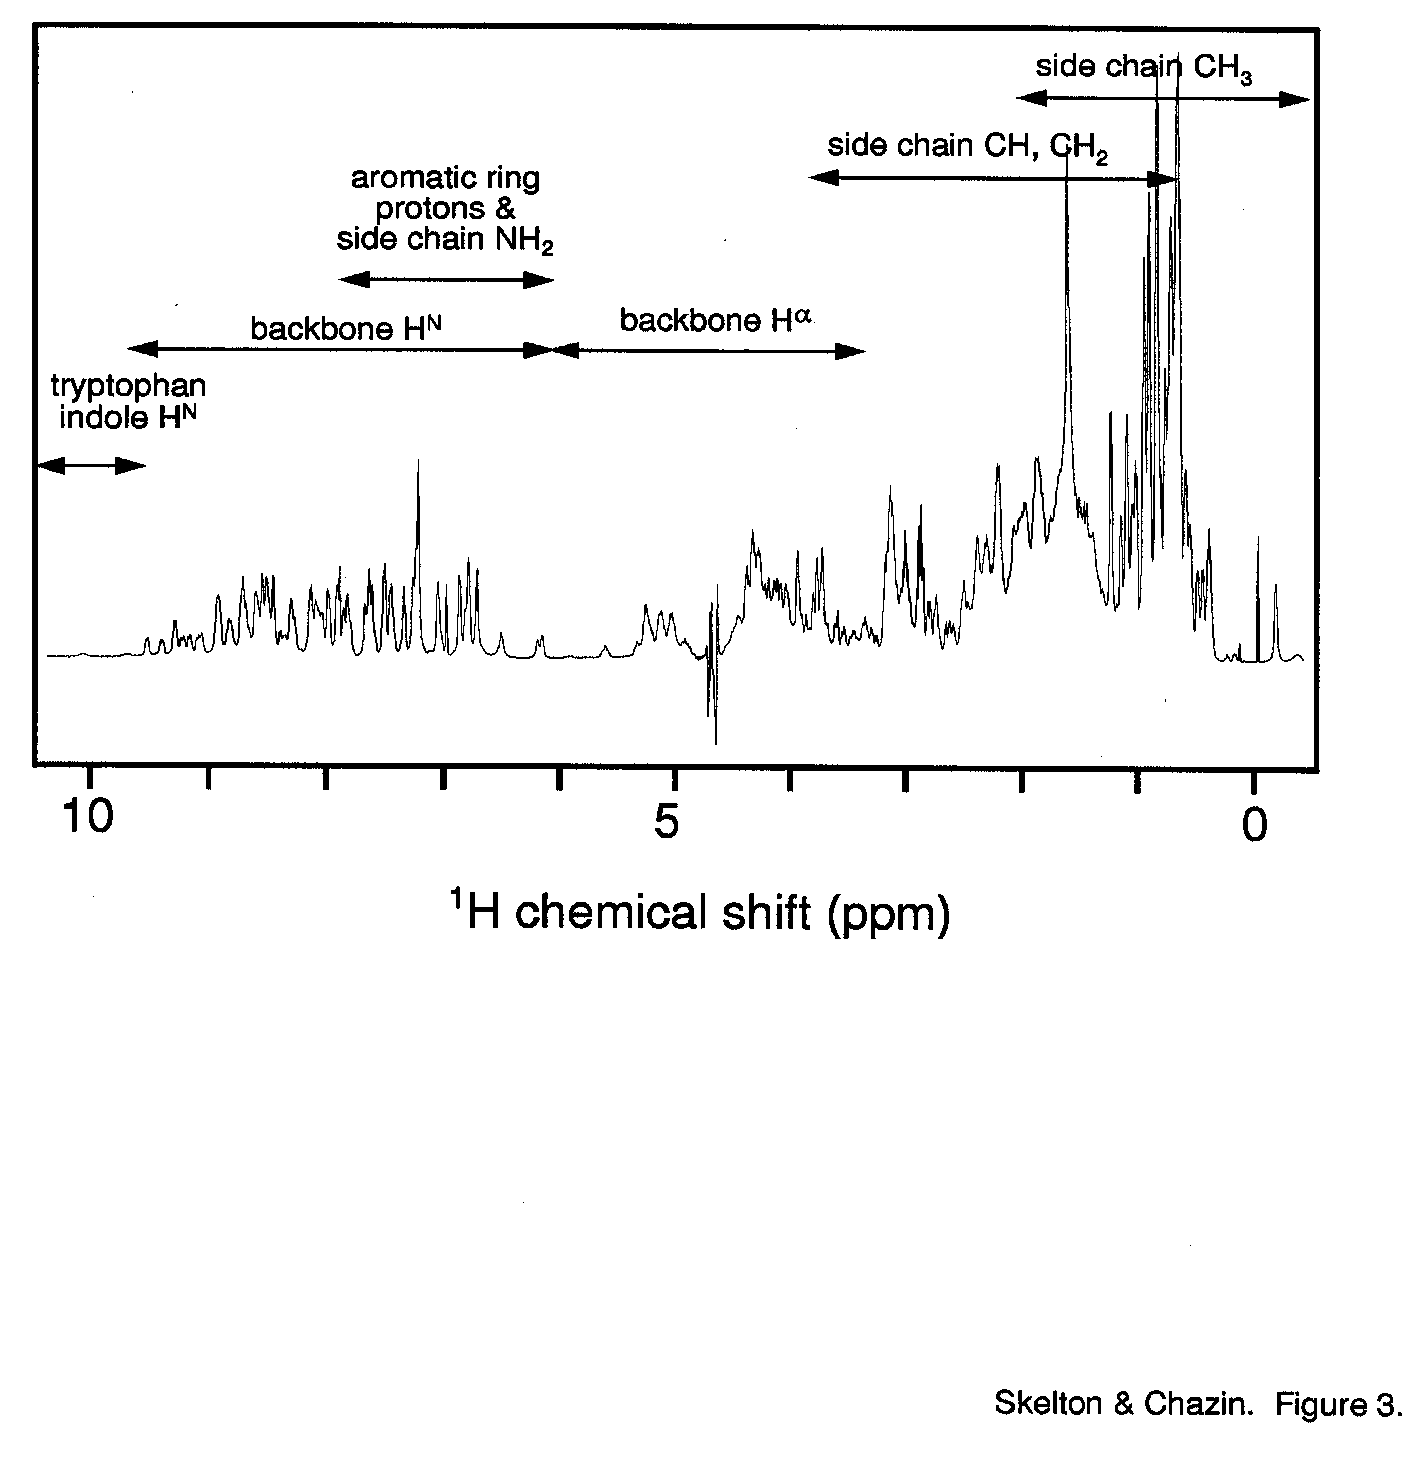 side chain CH3
side chain CH, CH2
aromatic ring
protons &
side chain NH2
backbone Hᴺ
backbone Hα
tryptophan
indole Hᴺ
10 5 0
¹H chemical shift (ppm)
Skelton & Chazin. Figure 3.